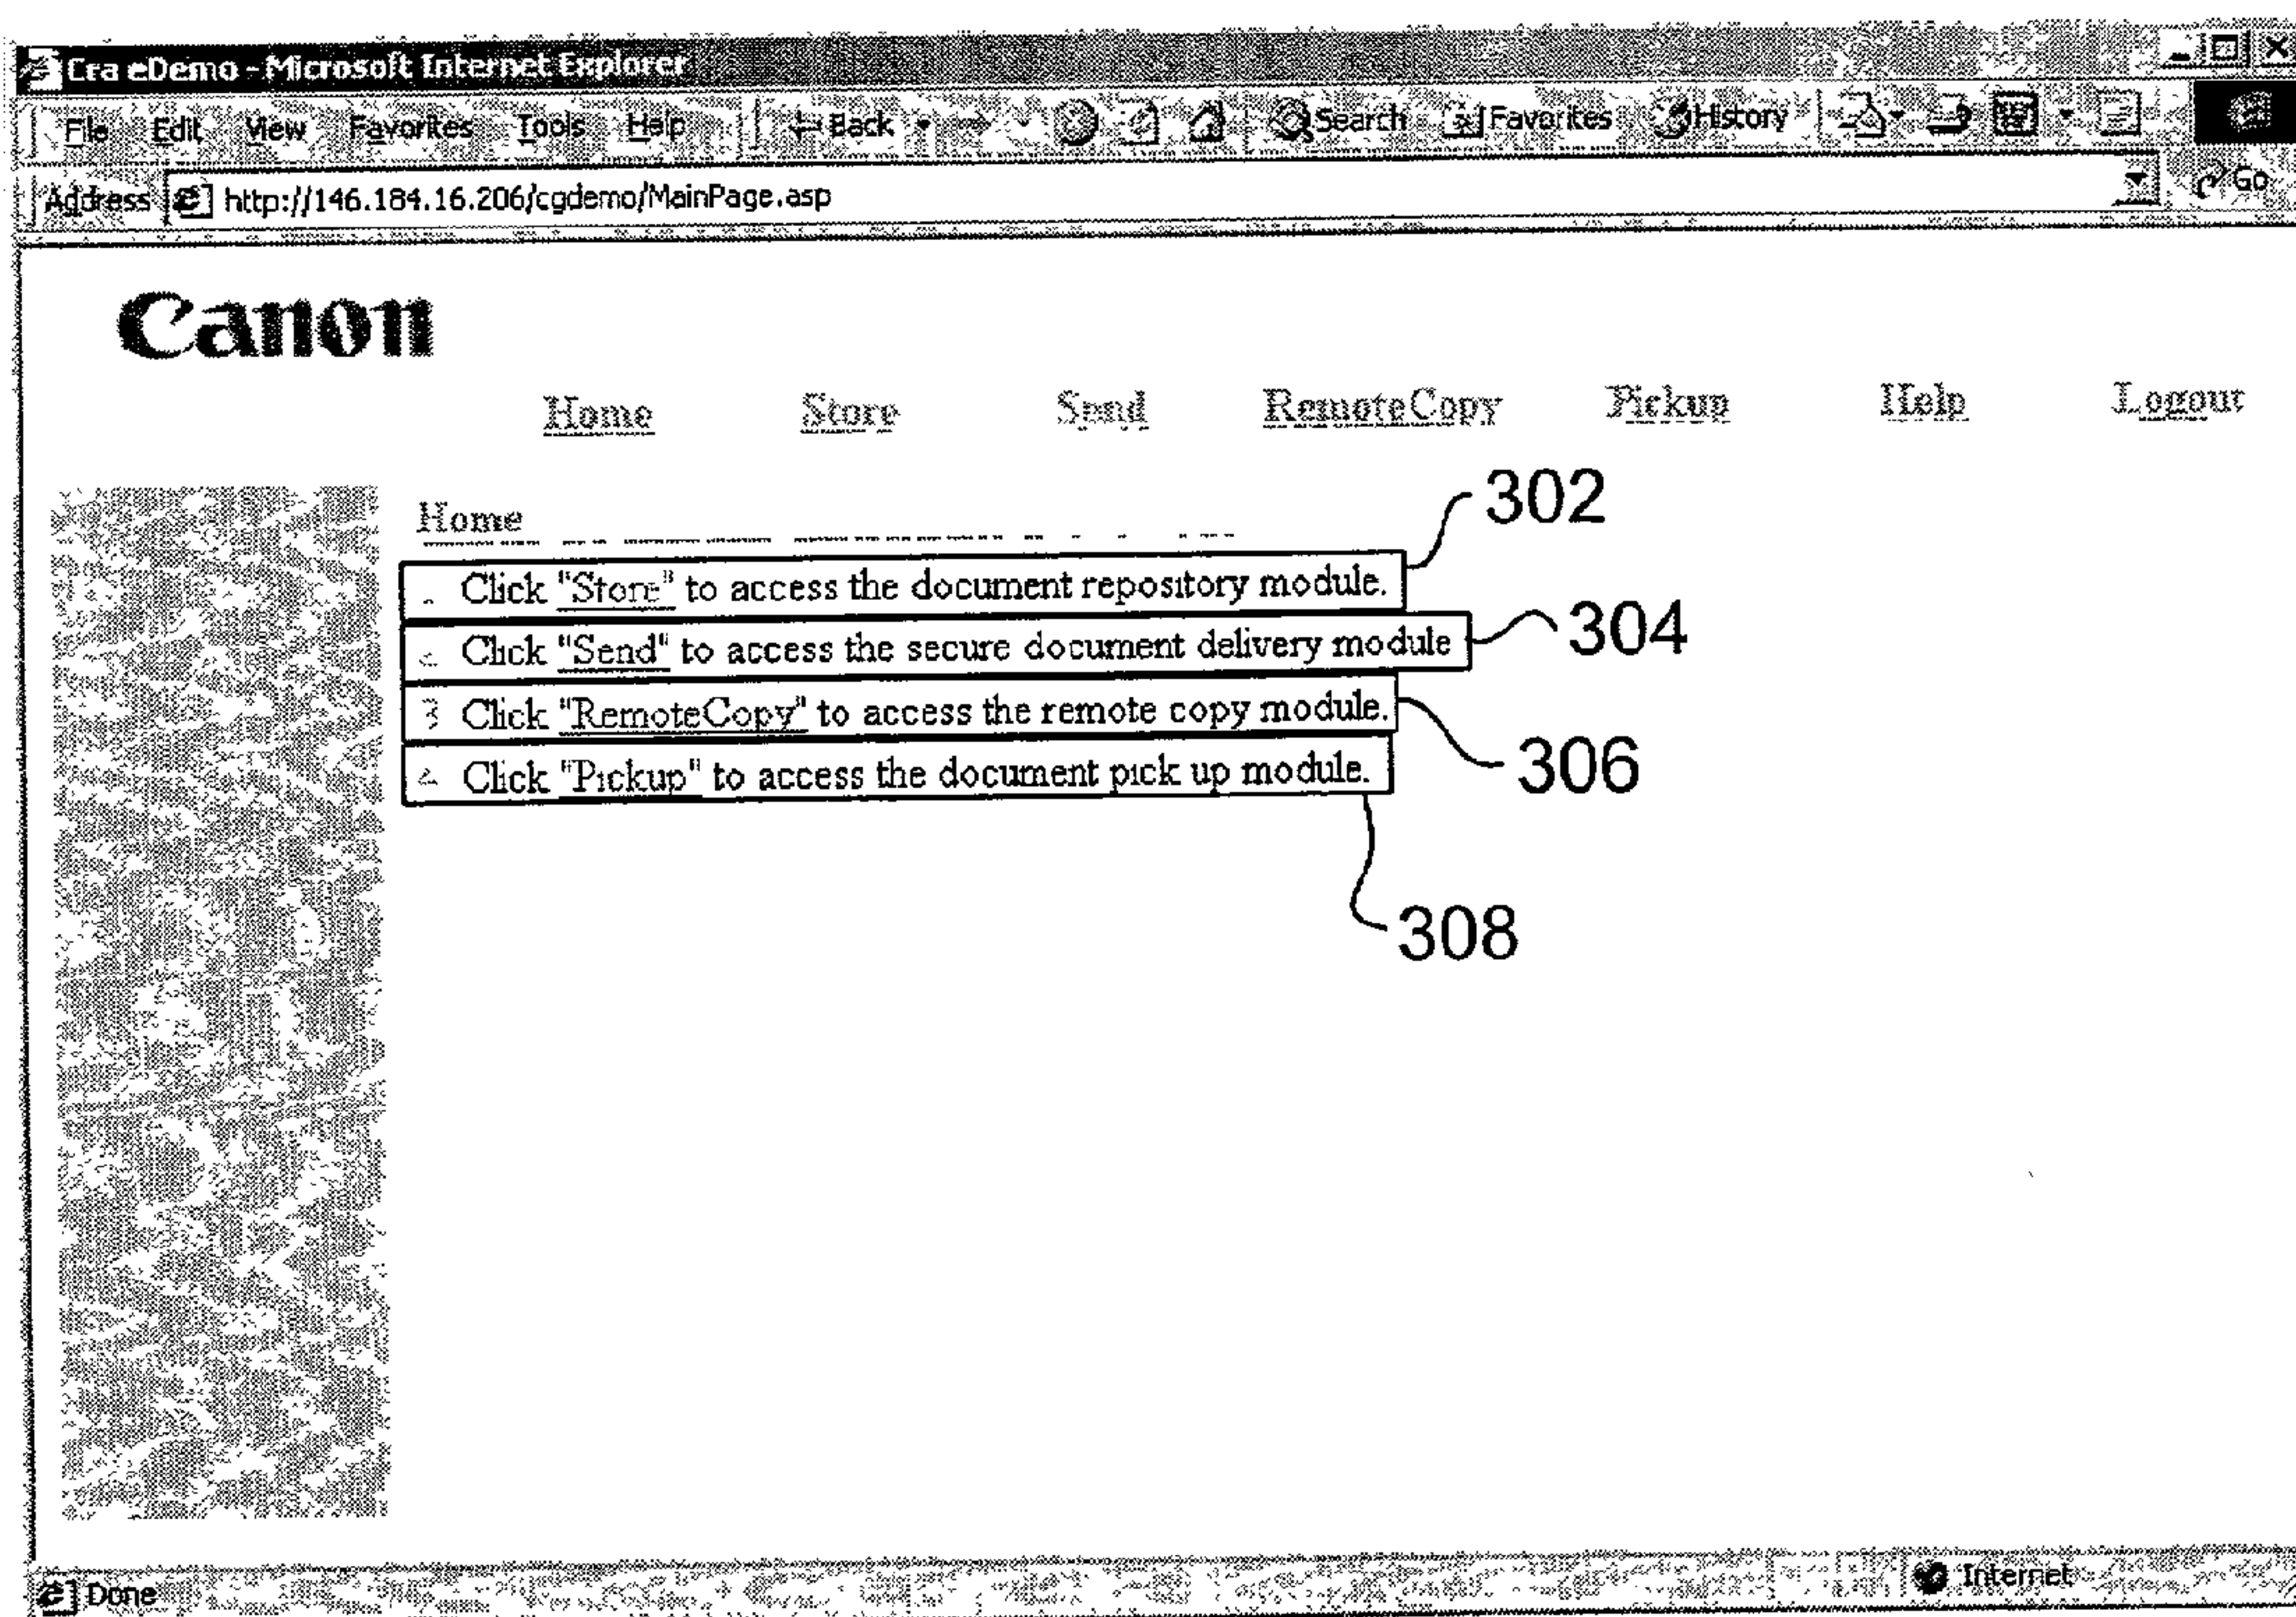 Cra eDemo - Microsoft Internet Explorer
File Edit View Favorites Tools Help Back Search Favorites History
Address http://146.184.16.206/cgdemo/MainPage.asp Go
Canon
Home Store Send RemoteCopy Pickup Help Logout
Home
302
Click "Store" to access the document repository module.
Click "Send" to access the secure document delivery module
304
3 Click "RemoteCopy" to access the remote copy module.
306
Click "Pickup" to access the document pick up module.
308
Done Internet